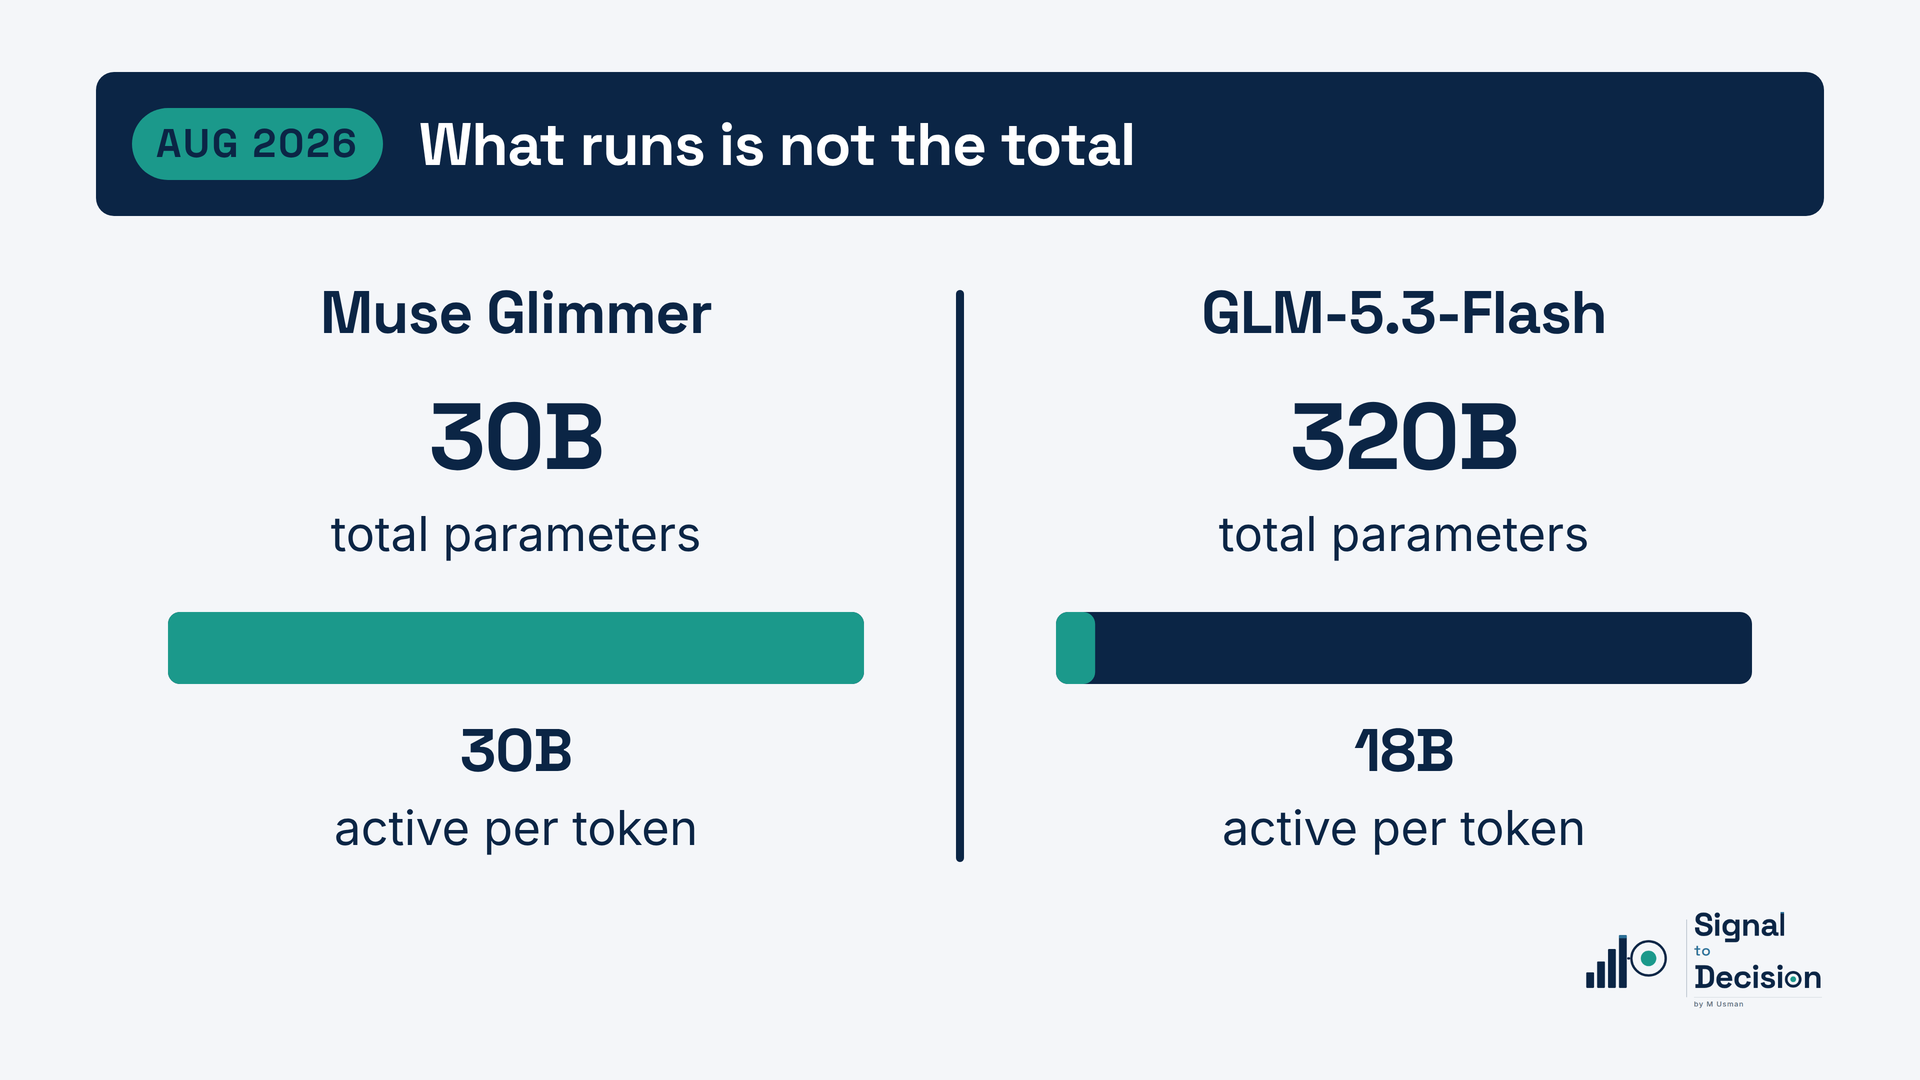 AUG 2026
What runs is not the total
Muse Glimmer
30B
total parameters
30B
active per token
GLM-5.3-Flash
320B
total parameters
18B
active per token
Signal
to
Decision
by M Usman